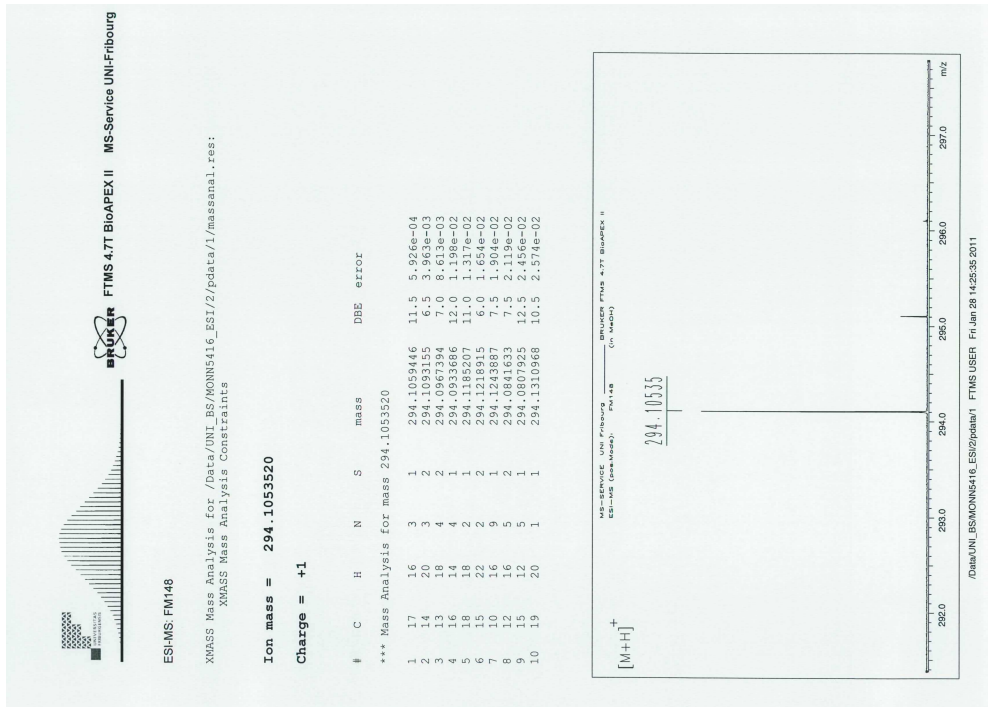 UNIVERSITAS
FRIBURGENSIS
BRUKER FTMS 4.7T BioAPEX II MS-Service UNI-Fribourg
ESI-MS: FM148
XMASS Mass Analysis for /Data/UNI_BS/MONN5416_ESI/2/pdata/1/massanal.res:
XMASS Mass Analysis Constraints
Ion mass = 294.1053520
Charge = +1
# C H N S mass DBE error
*** Mass Analysis for mass 294.1053520
1 17 16 3 1 294.1059446 11.5 5.926e-04
2 14 20 3 2 294.1093155 6.5 3.963e-03
3 13 18 4 2 294.0967394 7.0 8.613e-03
4 16 14 4 1 294.0933686 12.0 1.198e-02
5 18 18 2 1 294.1185207 11.0 1.317e-02
6 15 22 2 2 294.1218915 6.0 1.654e-02
7 10 16 9 1 294.1243887 7.5 1.904e-02
8 12 16 5 2 294.0841633 7.5 2.119e-02
9 15 12 5 1 294.0807925 12.5 2.456e-02
10 19 20 1 1 294.1310968 10.5 2.574e-02
MS-SERVICE UNI Fribourg ______ BRUKER FTMS 4.7T BioAPEX II
ESI-MS (pos.Mode): FM148 (in MeOH)
[M+H]+
294.10535
292.0 293.0 294.0 295.0 296.0 297.0 m/z
/Data/UNI_BS/MONN5416_ESI/2/pdata/1 FTMS USER Fri Jan 28 14:25:35 2011